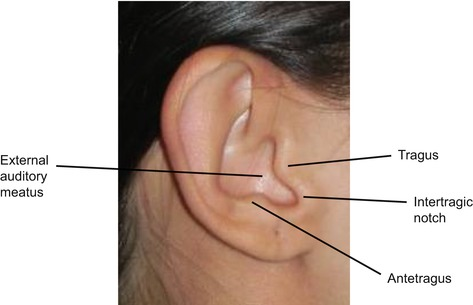 External
auditory
meatus
Tragus
Intertragic
notch
Antetragus